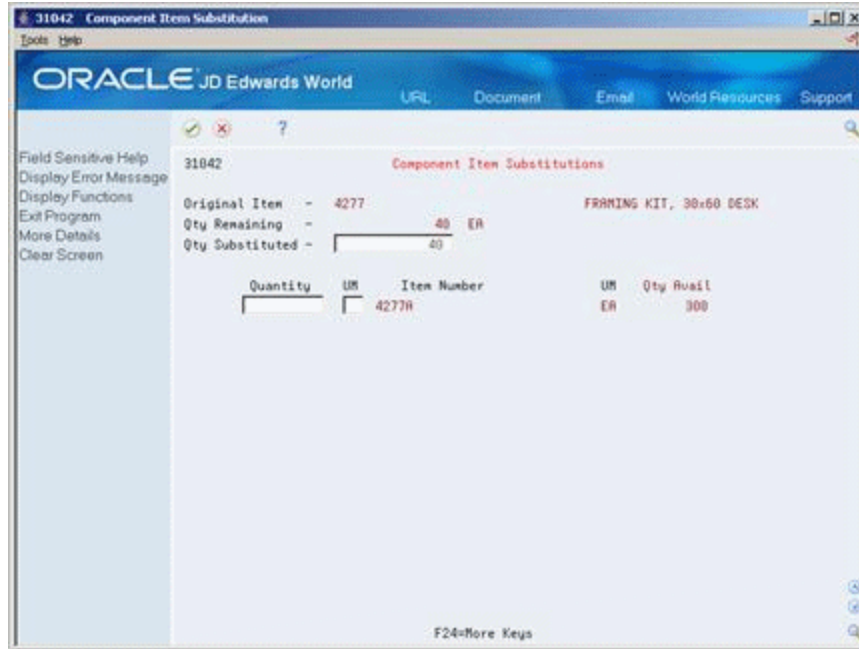 31042 Component Item Substitution
Tools Help
ORACLE JD Edwards World
URL Document Email World Resources Support
?
Field Sensitive Help
Display Error Message
Display Functions
Exit Program
More Details
Clear Screen
31042 Component Item Substitutions
Original Item - 4277 FRAMING KIT, 30x60 DESK
Qty Remaining - 40 EA
Qty Substituted - 40
Quantity UM Item Number UM Qty Avail
4277A EA 300
F24=More Keys